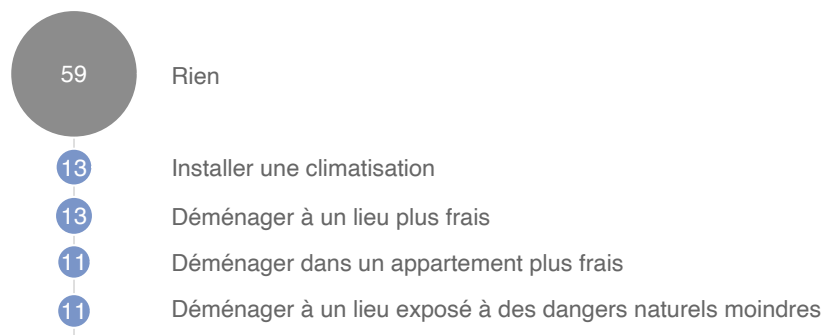 59 Rien
13 Installer une climatisation
13 Déménager à un lieu plus frais
11 Déménager dans un appartement plus frais
11 Déménager à un lieu exposé à des dangers naturels moindres